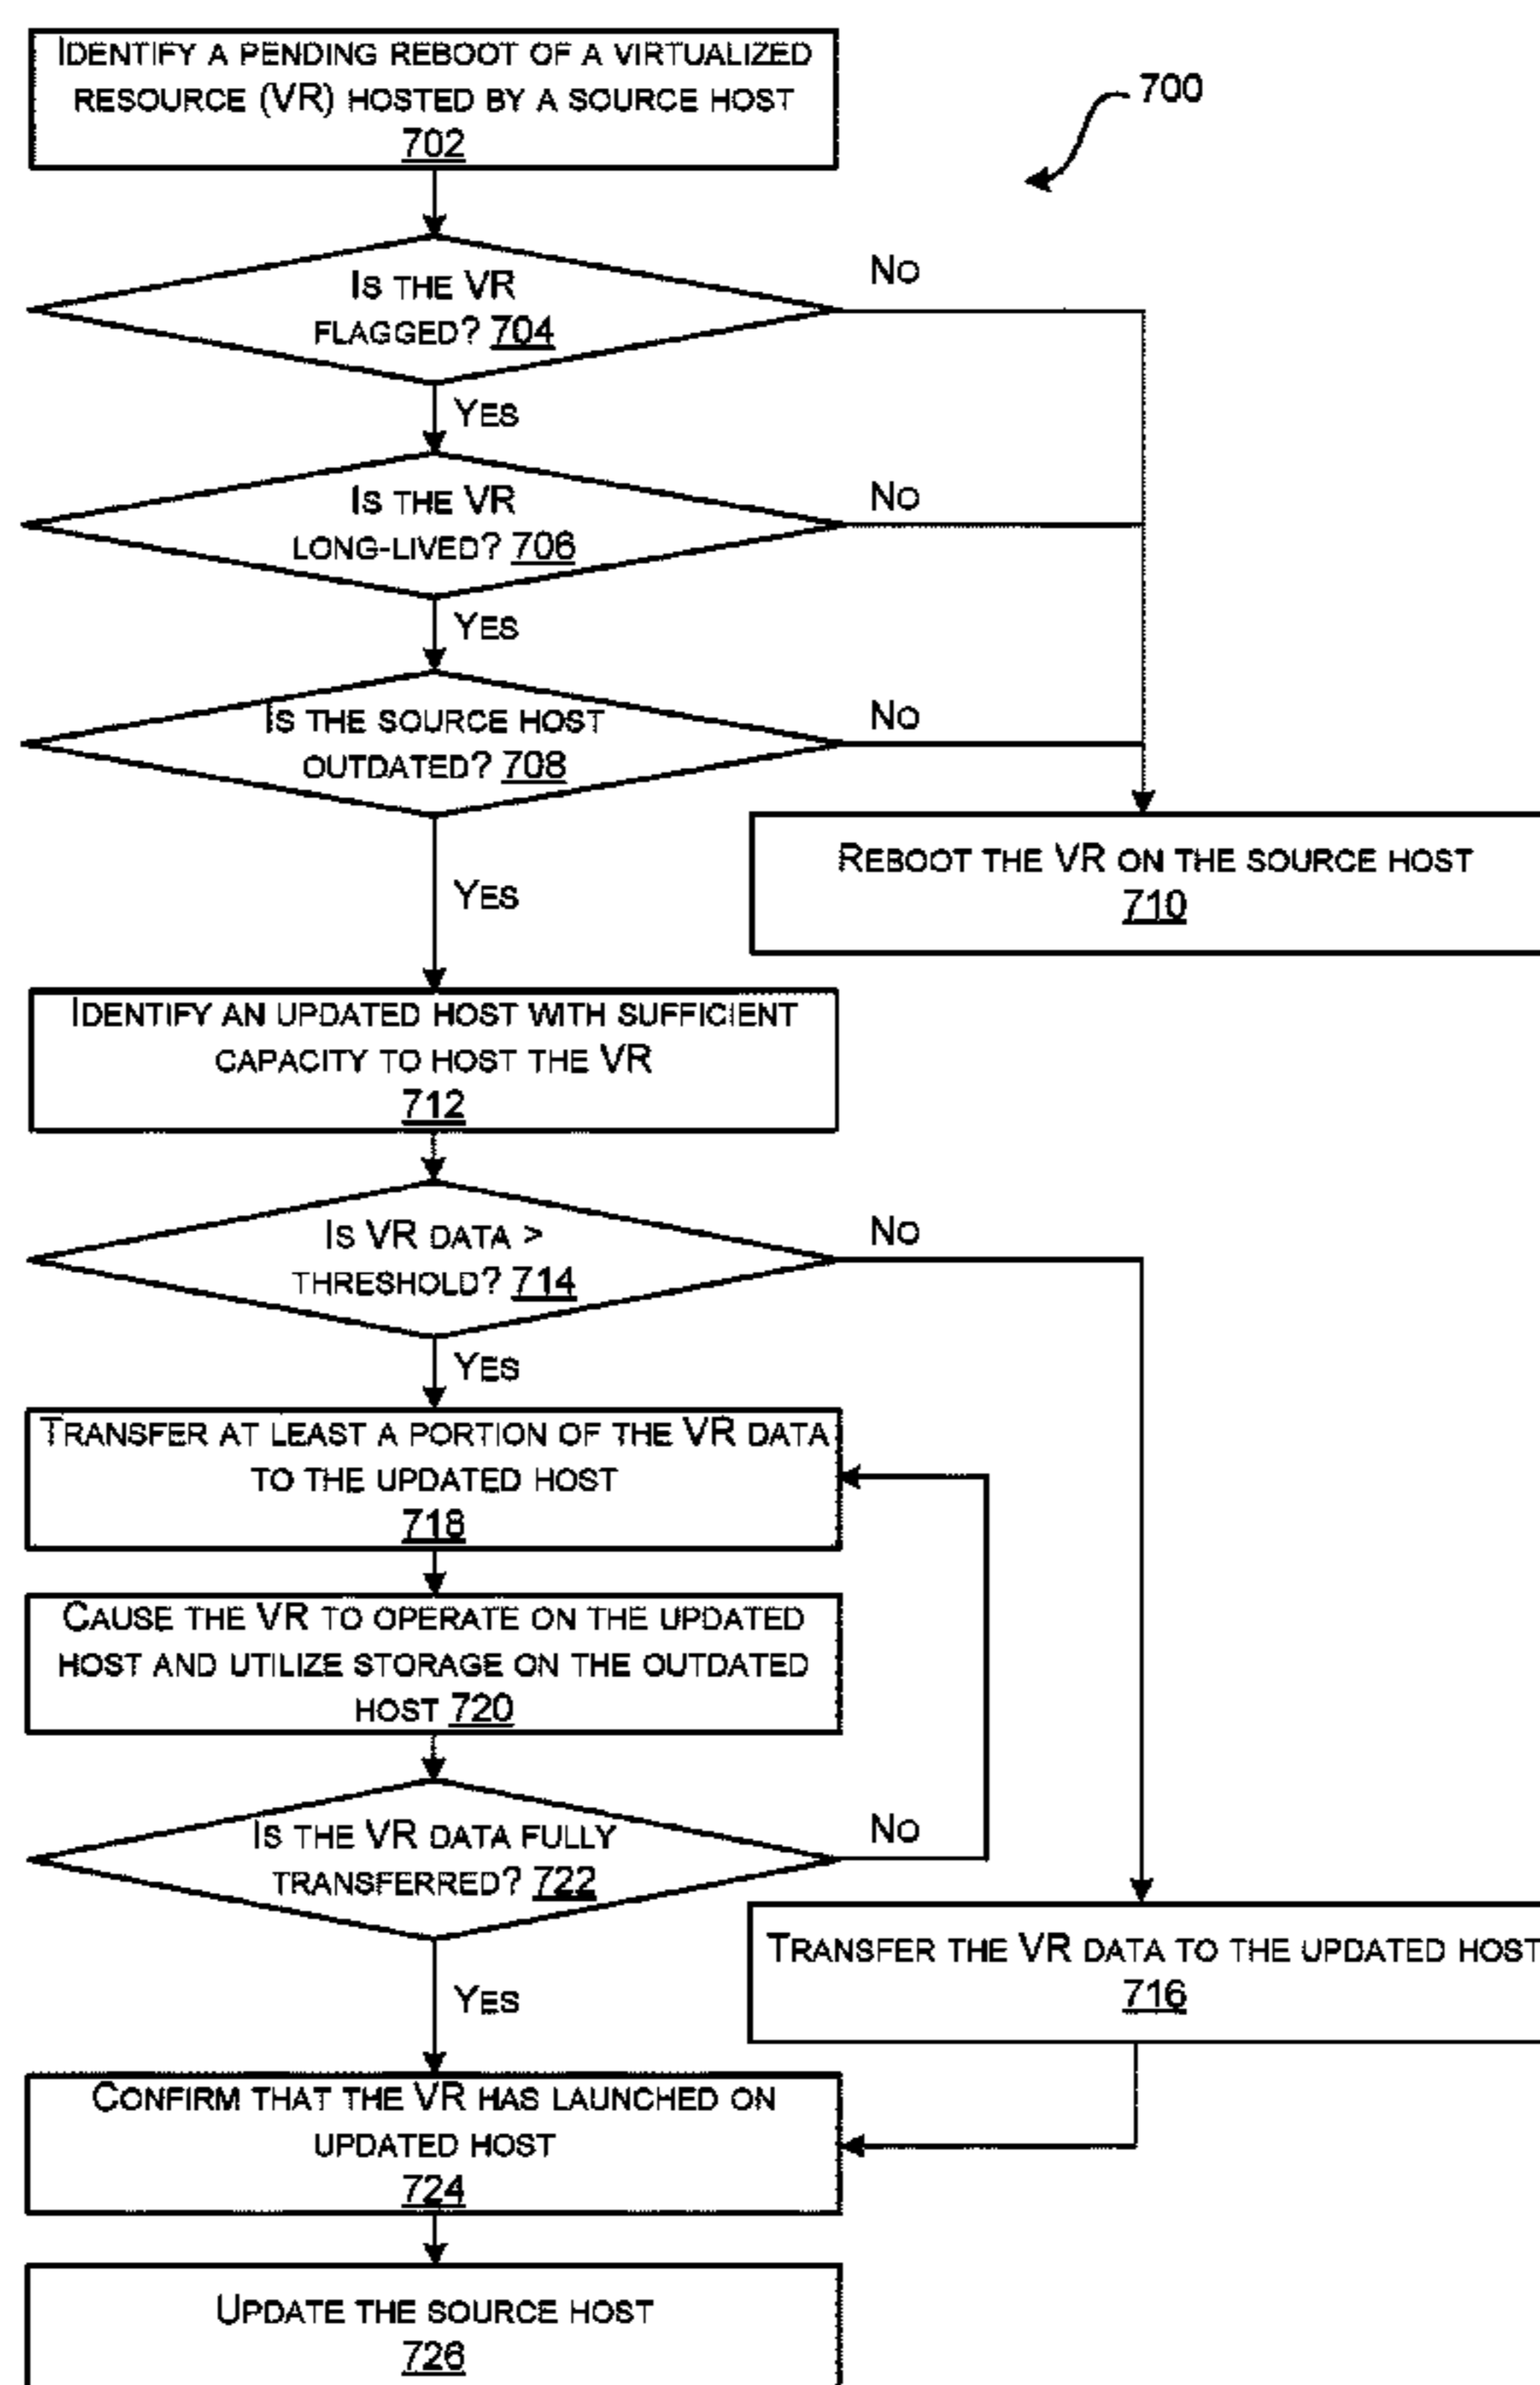 IDENTIFY A PENDING REBOOT OF A VIRTUALIZED
RESOURCE (VR) HOSTED BY A SOURCE HOST
702
700
IS THE VR
FLAGGED? 704
NO
YES
IS THE VR
LONG-LIVED? 706
NO
YES
IS THE SOURCE HOST
OUTDATED? 708
NO
YES
REBOOT THE VR ON THE SOURCE HOST
710
IDENTIFY AN UPDATED HOST WITH SUFFICIENT
CAPACITY TO HOST THE VR
712
IS VR DATA >
THRESHOLD? 714
NO
YES
TRANSFER AT LEAST A PORTION OF THE VR DATA
TO THE UPDATED HOST
718
CAUSE THE VR TO OPERATE ON THE UPDATED
HOST AND UTILIZE STORAGE ON THE OUTDATED
HOST 720
IS THE VR DATA FULLY
TRANSFERRED? 722
NO
YES
TRANSFER THE VR DATA TO THE UPDATED HOST
716
CONFIRM THAT THE VR HAS LAUNCHED ON
UPDATED HOST
724
UPDATE THE SOURCE HOST
726